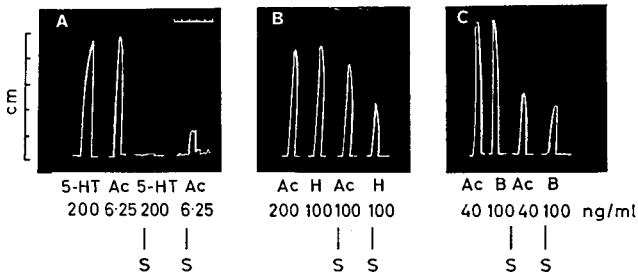 A
B
C
cm
5-HT Ac 5-HT Ac
200 6·25 200 6·25
S S
Ac H Ac H
200 100 100 100
S S
Ac B Ac B
40 100 40 100 ng/ml
S S